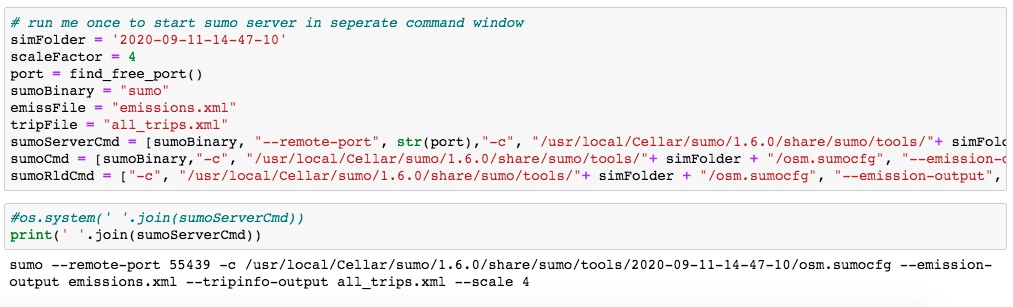 # run me once to start sumo server in seperate command window
simFolder = '2020-09-11-14-47-10'
scaleFactor = 4
port = find_free_port()
sumoBinary = "sumo"
emissFile = "emissions.xml"
tripFile = "all_trips.xml"
sumoServerCmd = [sumoBinary, "--remote-port", str(port),"-c", "/usr/local/Cellar/sumo/1.6.0/share/sumo/tools/"+ simFol
sumoCmd = [sumoBinary,"-c", "/usr/local/Cellar/sumo/1.6.0/share/sumo/tools/"+ simFolder + "/osm.sumocfg", "--emission-
sumoRldCmd = ["-c", "/usr/local/Cellar/sumo/1.6.0/share/sumo/tools/"+ simFolder + "/osm.sumocfg", "--emission-output",
#os.system(' '.join(sumoServerCmd))
print(' '.join(sumoServerCmd))
sumo --remote-port 55439 -c /usr/local/Cellar/sumo/1.6.0/share/sumo/tools/2020-09-11-14-47-10/osm.sumocfg --emission-
output emissions.xml --tripinfo-output all_trips.xml --scale 4